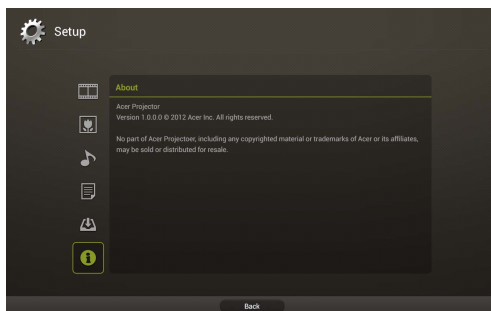 Setup
About
Acer Projector
Version 1.0.0.0 © 2012 Acer Inc. All rights reserved.
No part of Acer Projectoer, including any copyrighted material or trademarks of Acer or its affiliates,
may be sold or distributed for resale.
Back